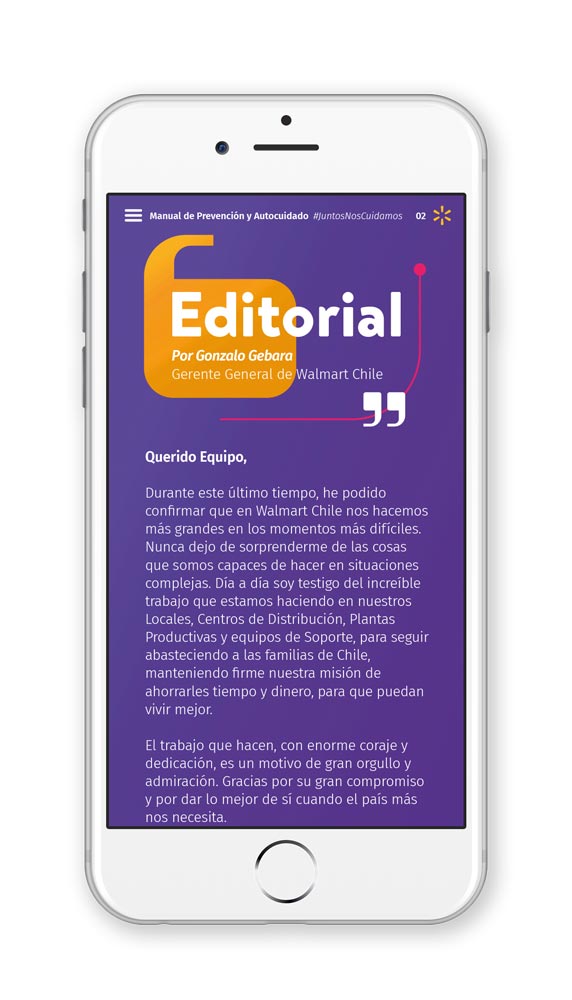 Manual de Prevención y Autocuidado #JuntosNosCuidamos 02
Editorial
Por Gonzalo Gebara
Gerente General de Walmart Chile
Querido Equipo,
Durante este último tiempo, he podido
confirmar que en Walmart Chile nos hacemos
más grandes en los momentos más difíciles.
Nunca dejo de sorprenderme de las cosas
que somos capaces de hacer en situaciones
complejas. Día a día soy testigo del increíble
trabajo que estamos haciendo en nuestros
Locales, Centros de Distribución, Plantas
Productivas y equipos de Soporte, para seguir
abasteciendo a las familias de Chile,
manteniendo firme nuestra misión de
ahorrarles tiempo y dinero, para que puedan
vivir mejor.
El trabajo que hacen, con enorme coraje y
dedicación, es un motivo de gran orgullo y
admiración. Gracias por su gran compromiso
y por dar lo mejor de sí cuando el país más
nos necesita.